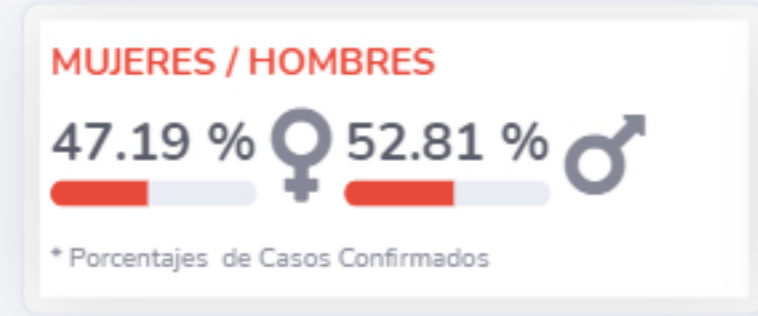 MUJERES / HOMBRES
47.19 % 52.81 %
* Porcentajes de Casos Confirmados